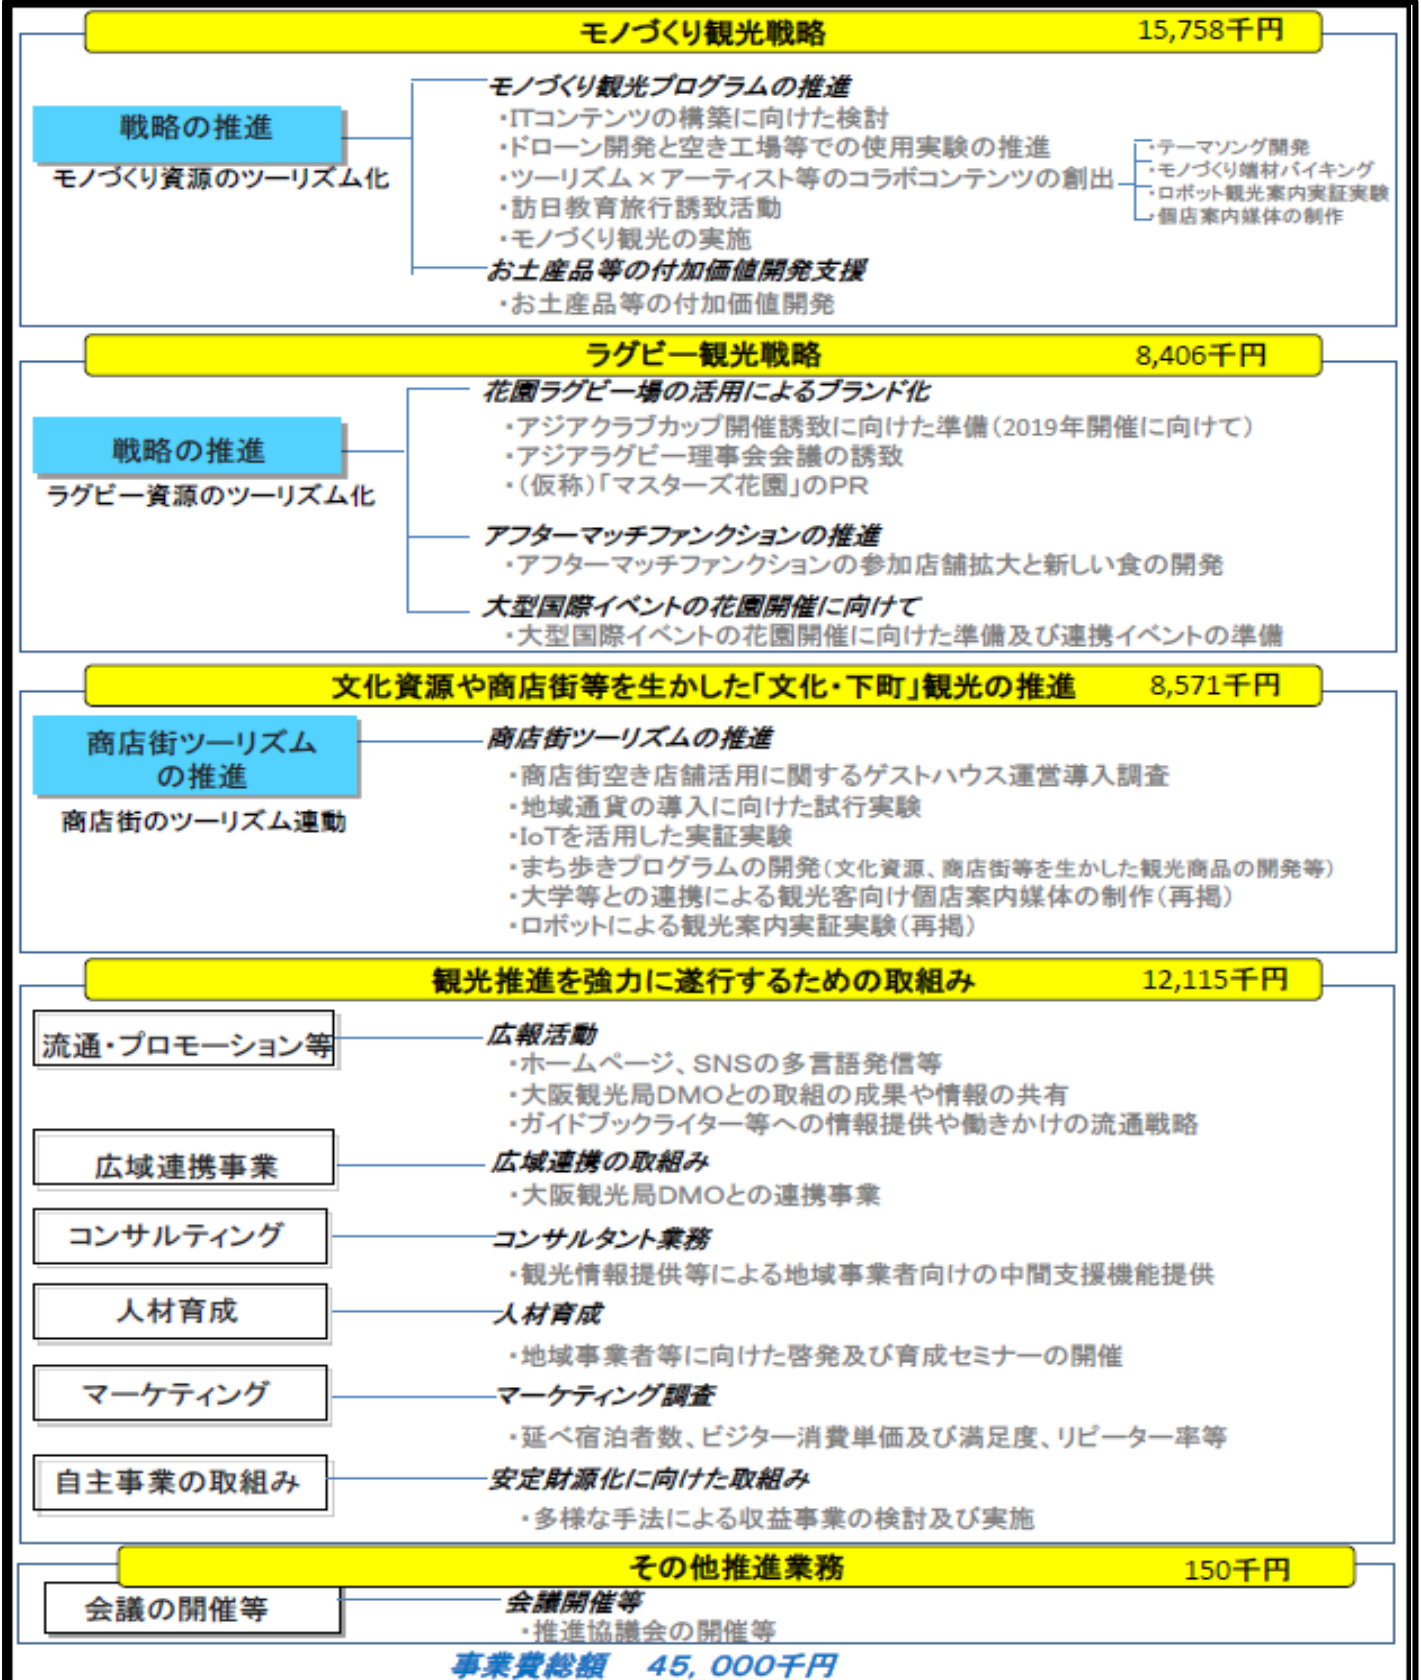 モノづくり観光戦略 15,758千円
戦略の推進
モノづくり資源のツーリズム化
モノづくり観光プログラムの推進
・ITコンテンツの構築に向けた検討
・ドローン開発と空き工場等での使用実験の推進
・ツーリズム×アーティスト等のコラボコンテンツの創出
・テーマソング開発
・モノづくり端材バイキング
・ロボット観光案内実証実験
・個店案内媒体の制作
・訪日教育旅行誘致活動
・モノづくり観光の実施
お土産品等の付加価値開発支援
・お土産品等の付加価値開発
ラグビー観光戦略 8,406千円
戦略の推進
ラグビー資源のツーリズム化
花園ラグビー場の活用によるブランド化
・アジアクラブカップ開催誘致に向けた準備(2019年開催に向けて)
・アジアラグビー理事会会議の誘致
・(仮称)「マスターズ花園」のPR
アフターマッチファンクションの推進
・アフターマッチファンクションの参加店舗拡大と新しい食の開発
大型国際イベントの花園開催に向けて
・大型国際イベントの花園開催に向けた準備及び連携イベントの準備
文化資源や商店街等を生かした「文化・下町」観光の推進 8,571千円
商店街ツーリズム
の推進
商店街のツーリズム連動
商店街ツーリズムの推進
・商店街空き店舗活用に関するゲストハウス運営導入調査
・地域通貨の導入に向けた試行実験
・IoTを活用した実証実験
・まち歩きプログラムの開発(文化資源、商店街等を生かした観光商品の開発等)
・大学等との連携による観光客向け個店案内媒体の制作(再掲)
・ロボットによる観光案内実証実験(再掲)
観光推進を強力に遂行するための取組み 12,115千円
流通・プロモーション等
広報活動
・ホームページ、SNSの多言語発信等
・大阪観光局DMOとの取組の成果や情報の共有
・ガイドブックライター等への情報提供や働きかけの流通戦略
広域連携事業
広域連携の取組み
・大阪観光局DMOとの連携事業
コンサルティング
コンサルタント業務
・観光情報提供等による地域事業者向けの中間支援機能提供
人材育成
人材育成
・地域事業者等に向けた啓発及び育成セミナーの開催
マーケティング
マーケティング調査
・延べ宿泊者数、ビジター消費単価及び満足度、リピーター率等
自主事業の取組み
安定財源化に向けた取組み
・多様な手法による収益事業の検討及び実施
その他推進業務 150千円
会議の開催等
会議開催等
・推進協議会の開催等
事業費総額 45,000千円